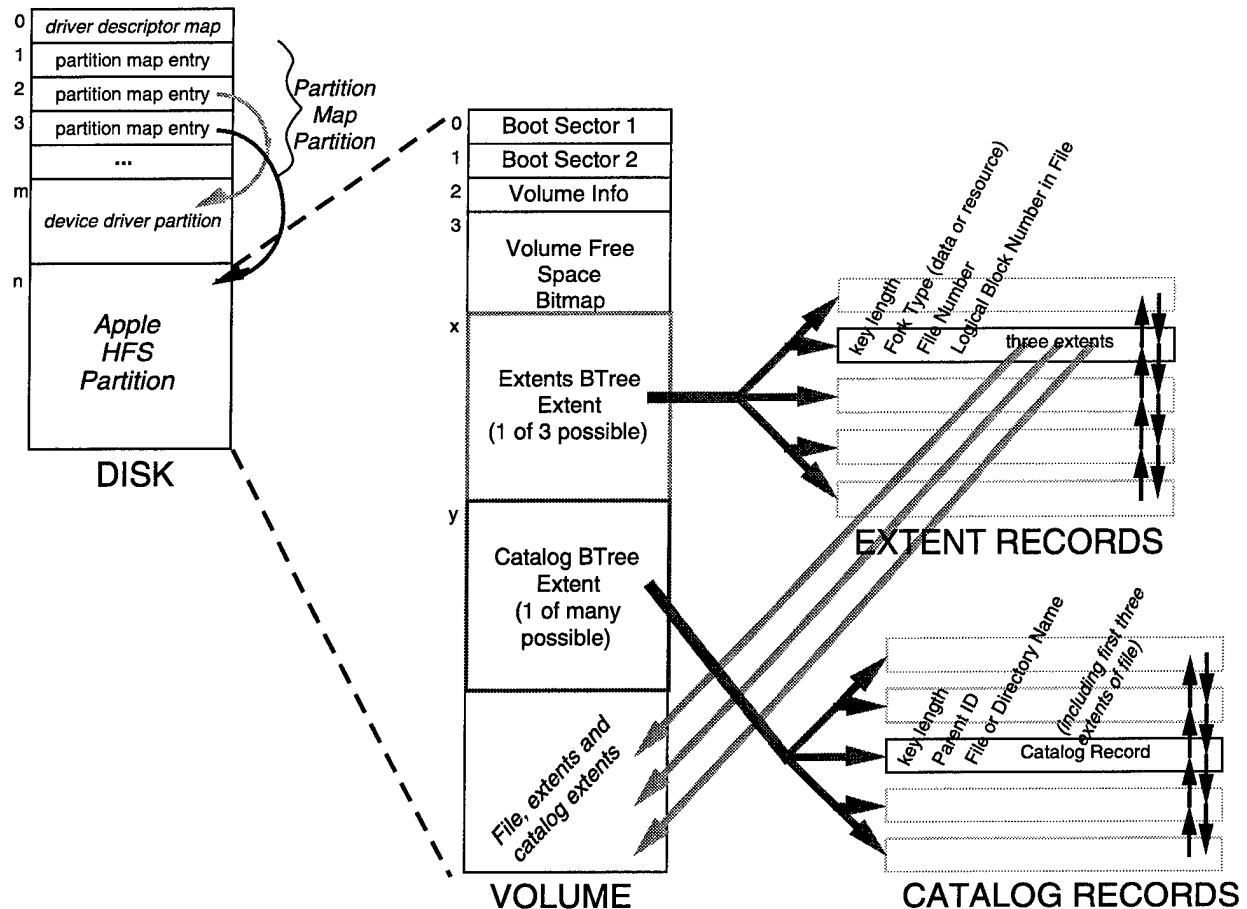 0
driver descriptor map
1
partition map entry
2
partition map entry
3
partition map entry
...
Partition
Map
Partition
m
device driver partition
n
Apple
HFS
Partition
DISK
0
Boot Sector 1
1
Boot Sector 2
2
Volume Info
3
Volume Free
Space
Bitmap
x
Extents BTree
Extent
(1 of 3 possible)
y
Catalog BTree
Extent
(1 of many
possible)
File, extents and
catalog extents
VOLUME
key length
Fork Type (data or resource)
File Number
Logical Block Number in File
three extents
EXTENT RECORDS
key length
Parent ID
File or Directory Name
(including first three
extents of file)
Catalog Record
CATALOG RECORDS